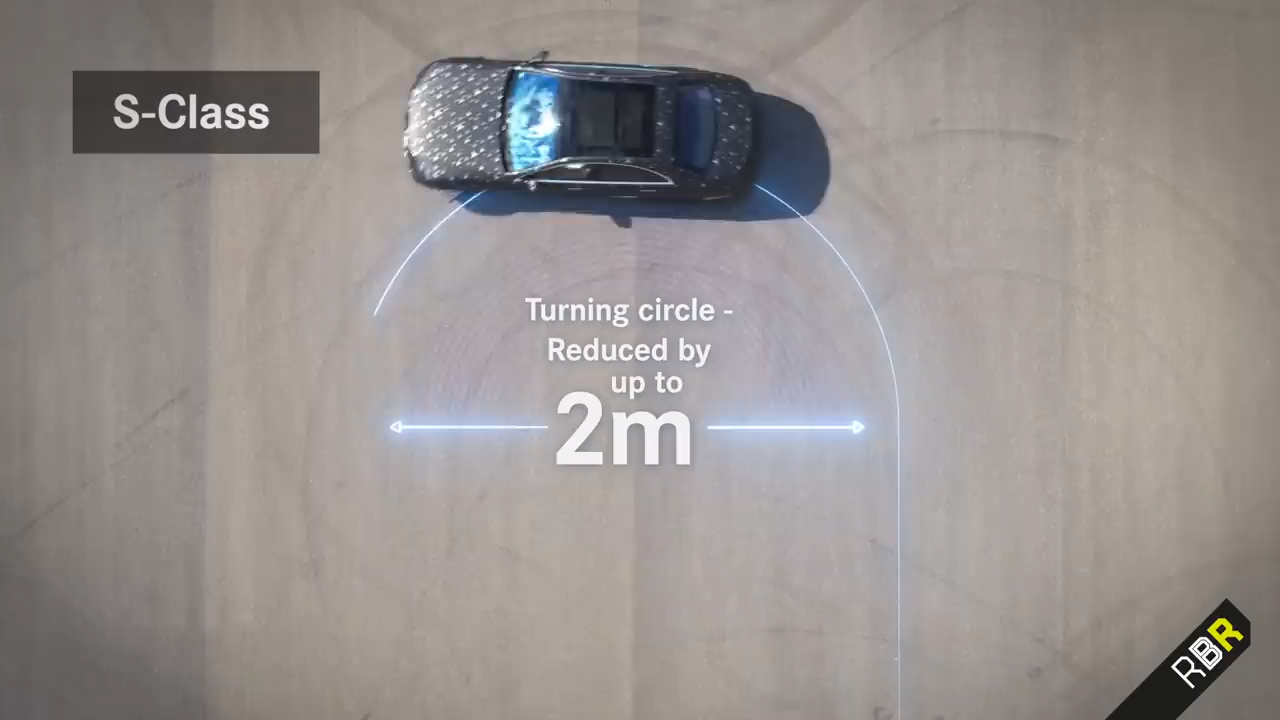 S-Class
Turning circle -
Reduced by
up to
2m
RBR